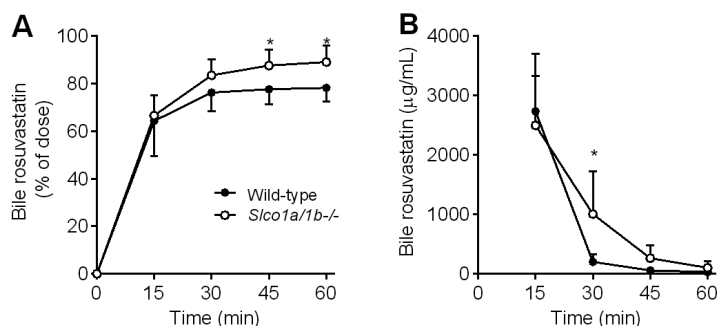 A
Bile rosuvastatin
(% of dose)
100
80
60
40
20
0
* *
Wild-type
Slco1a/1b-/-
0 15 30 45 60
Time (min)
B
Bile rosuvastatin (μg/mL)
4000
3000
2000
1000
0
*
0 15 30 45 60
Time (min)